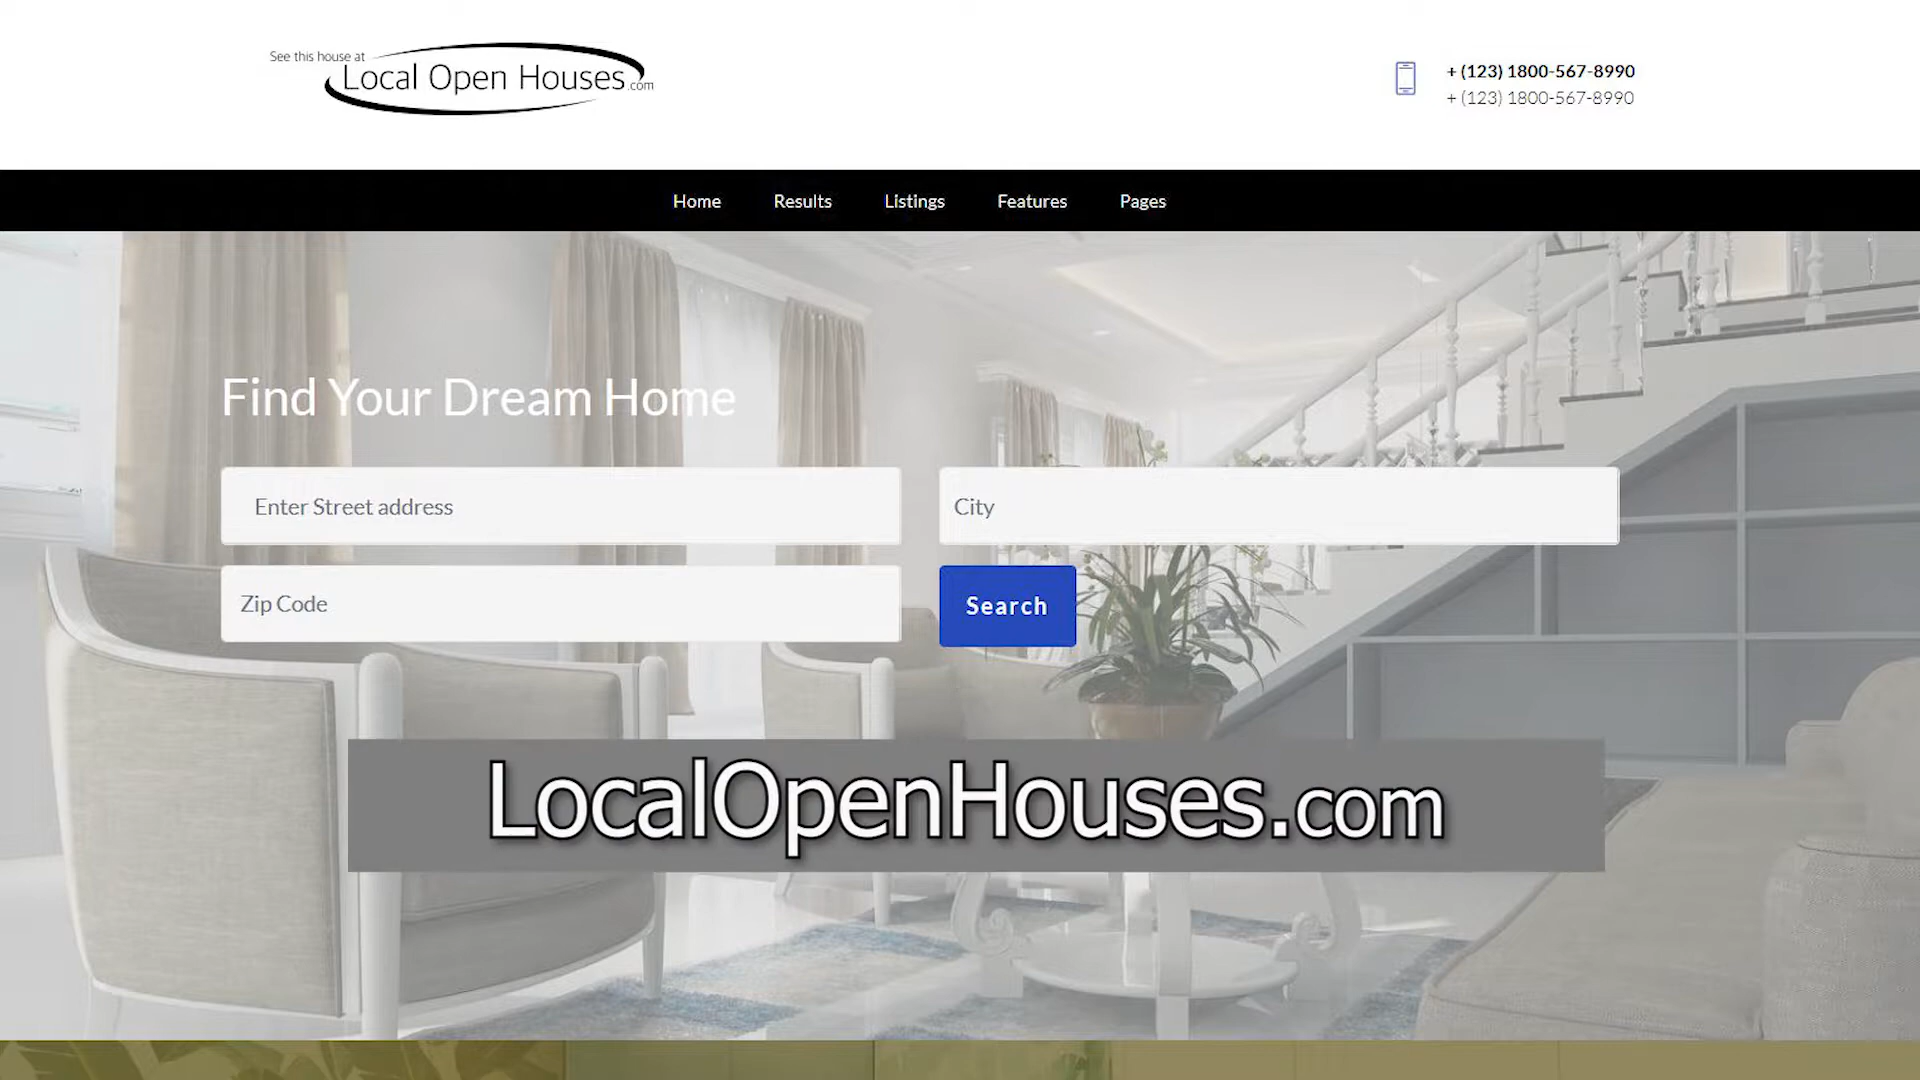 See this house at
Local Open Houses.com
+ (123) 1800-567-8990
+ (123) 1800-567-8990
Home Results Listings Features Pages
Find Your Dream Home
Enter Street address
City
Zip Code
Search
LocalOpenHouses.com